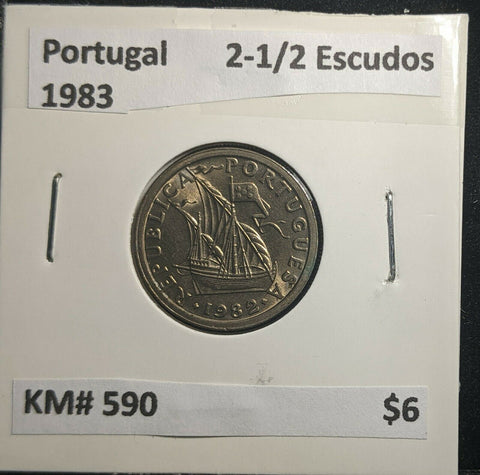 Portugal 2-1/2 Escudos
1983
REPUBLICA PORTUGUESA
· 1982 ·
KM# 590 $6